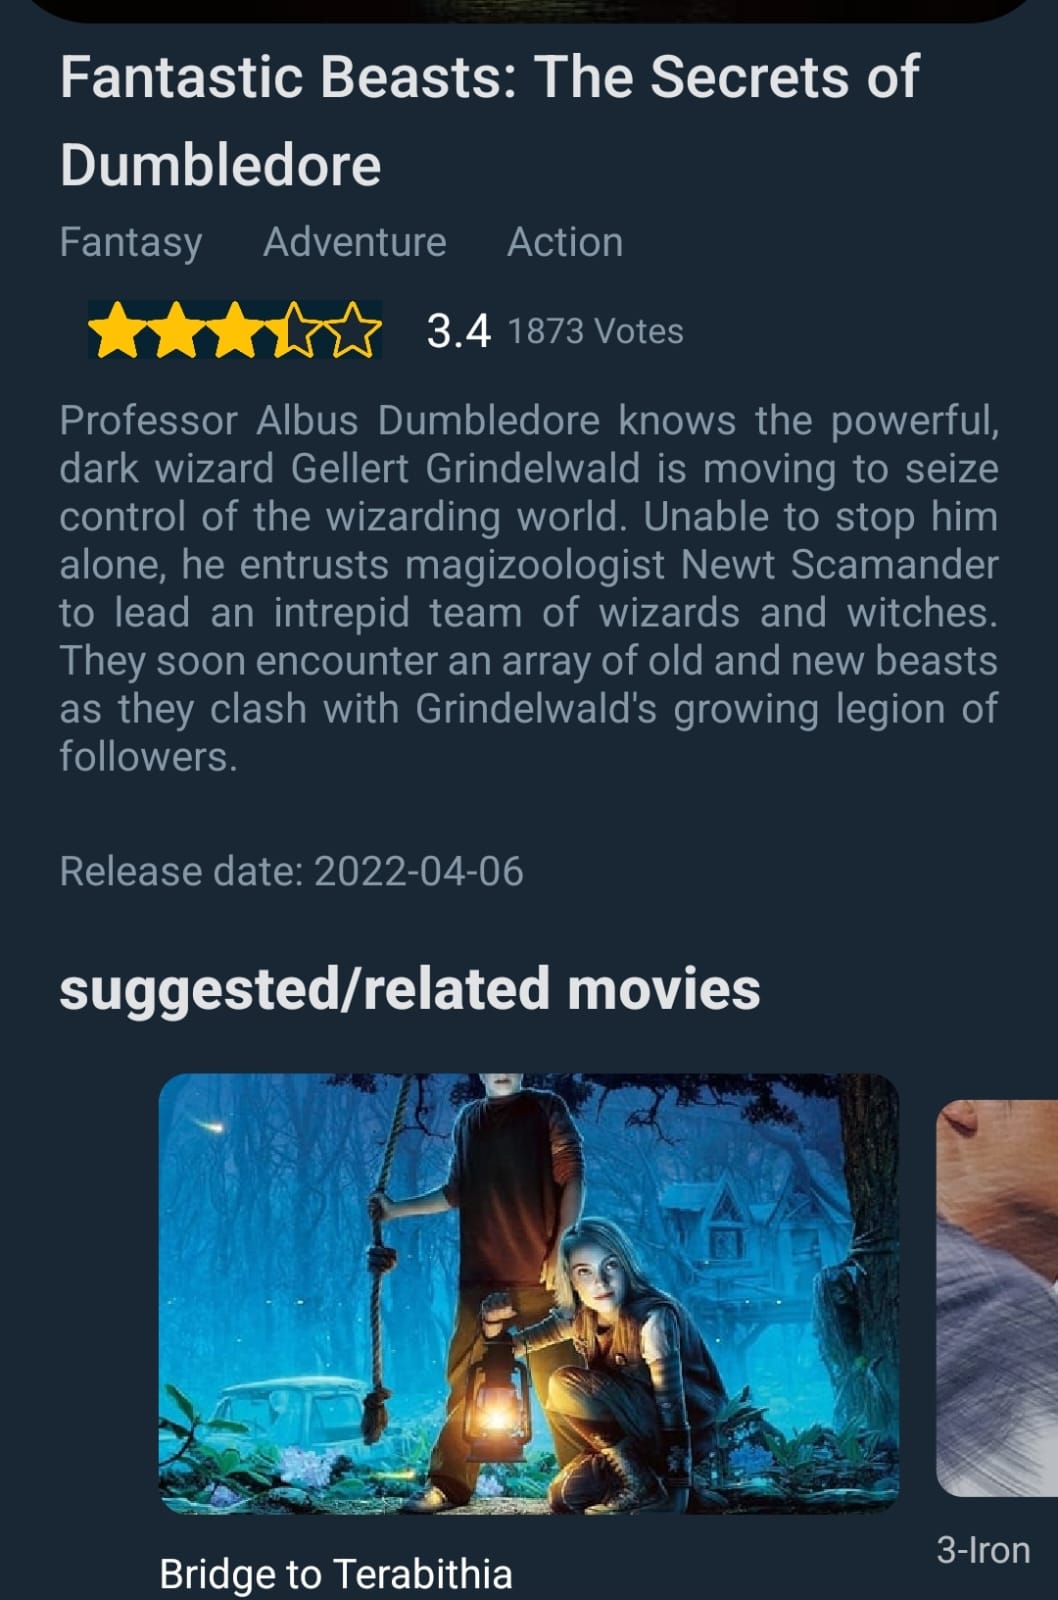 Fantastic Beasts: The Secrets of
Dumbledore
Fantasy Adventure Action
3.4 1873 Votes
Professor Albus Dumbledore knows the powerful,
dark wizard Gellert Grindelwald is moving to seize
control of the wizarding world. Unable to stop him
alone, he entrusts magizoologist Newt Scamander
to lead an intrepid team of wizards and witches.
They soon encounter an array of old and new beasts
as they clash with Grindelwald's growing legion of
followers.
Release date: 2022-04-06
suggested/related movies
Bridge to Terabithia
3-Iron